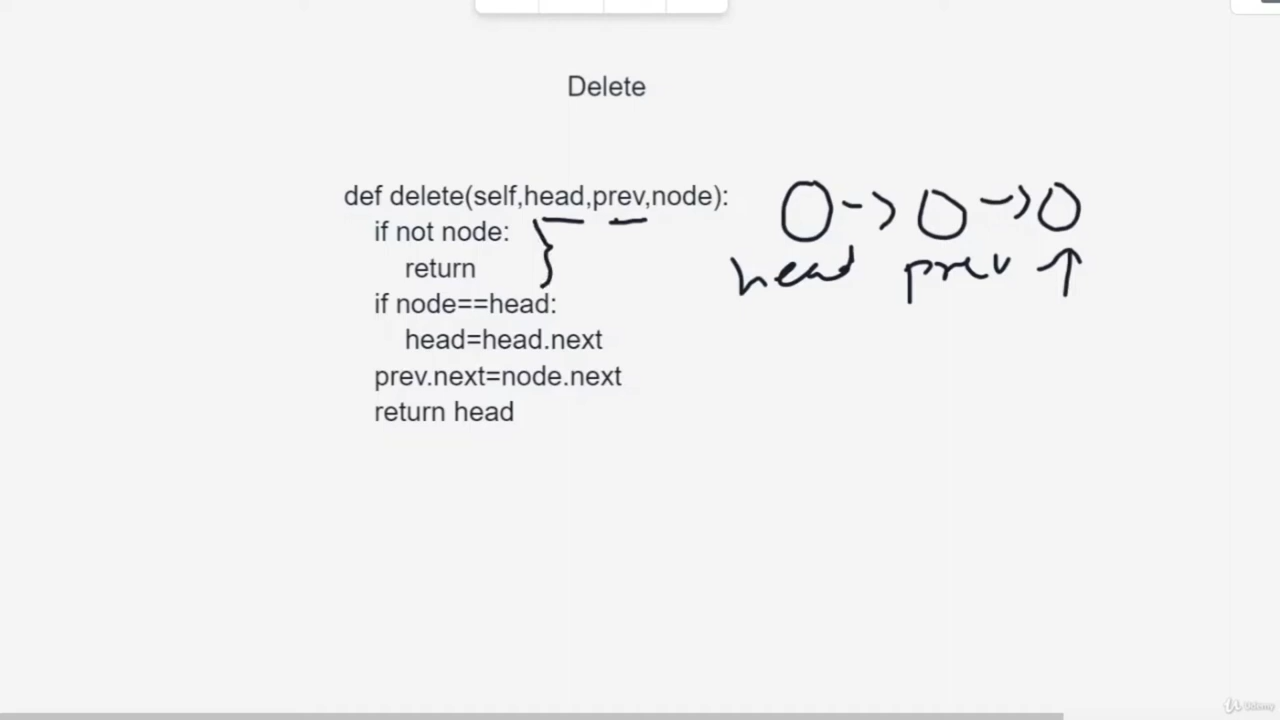 Delete
def delete(self,head,prev,node):
if not node:
return
if node==head:
head=head.next
prev.next=node.next
return head
head prev
Udemy